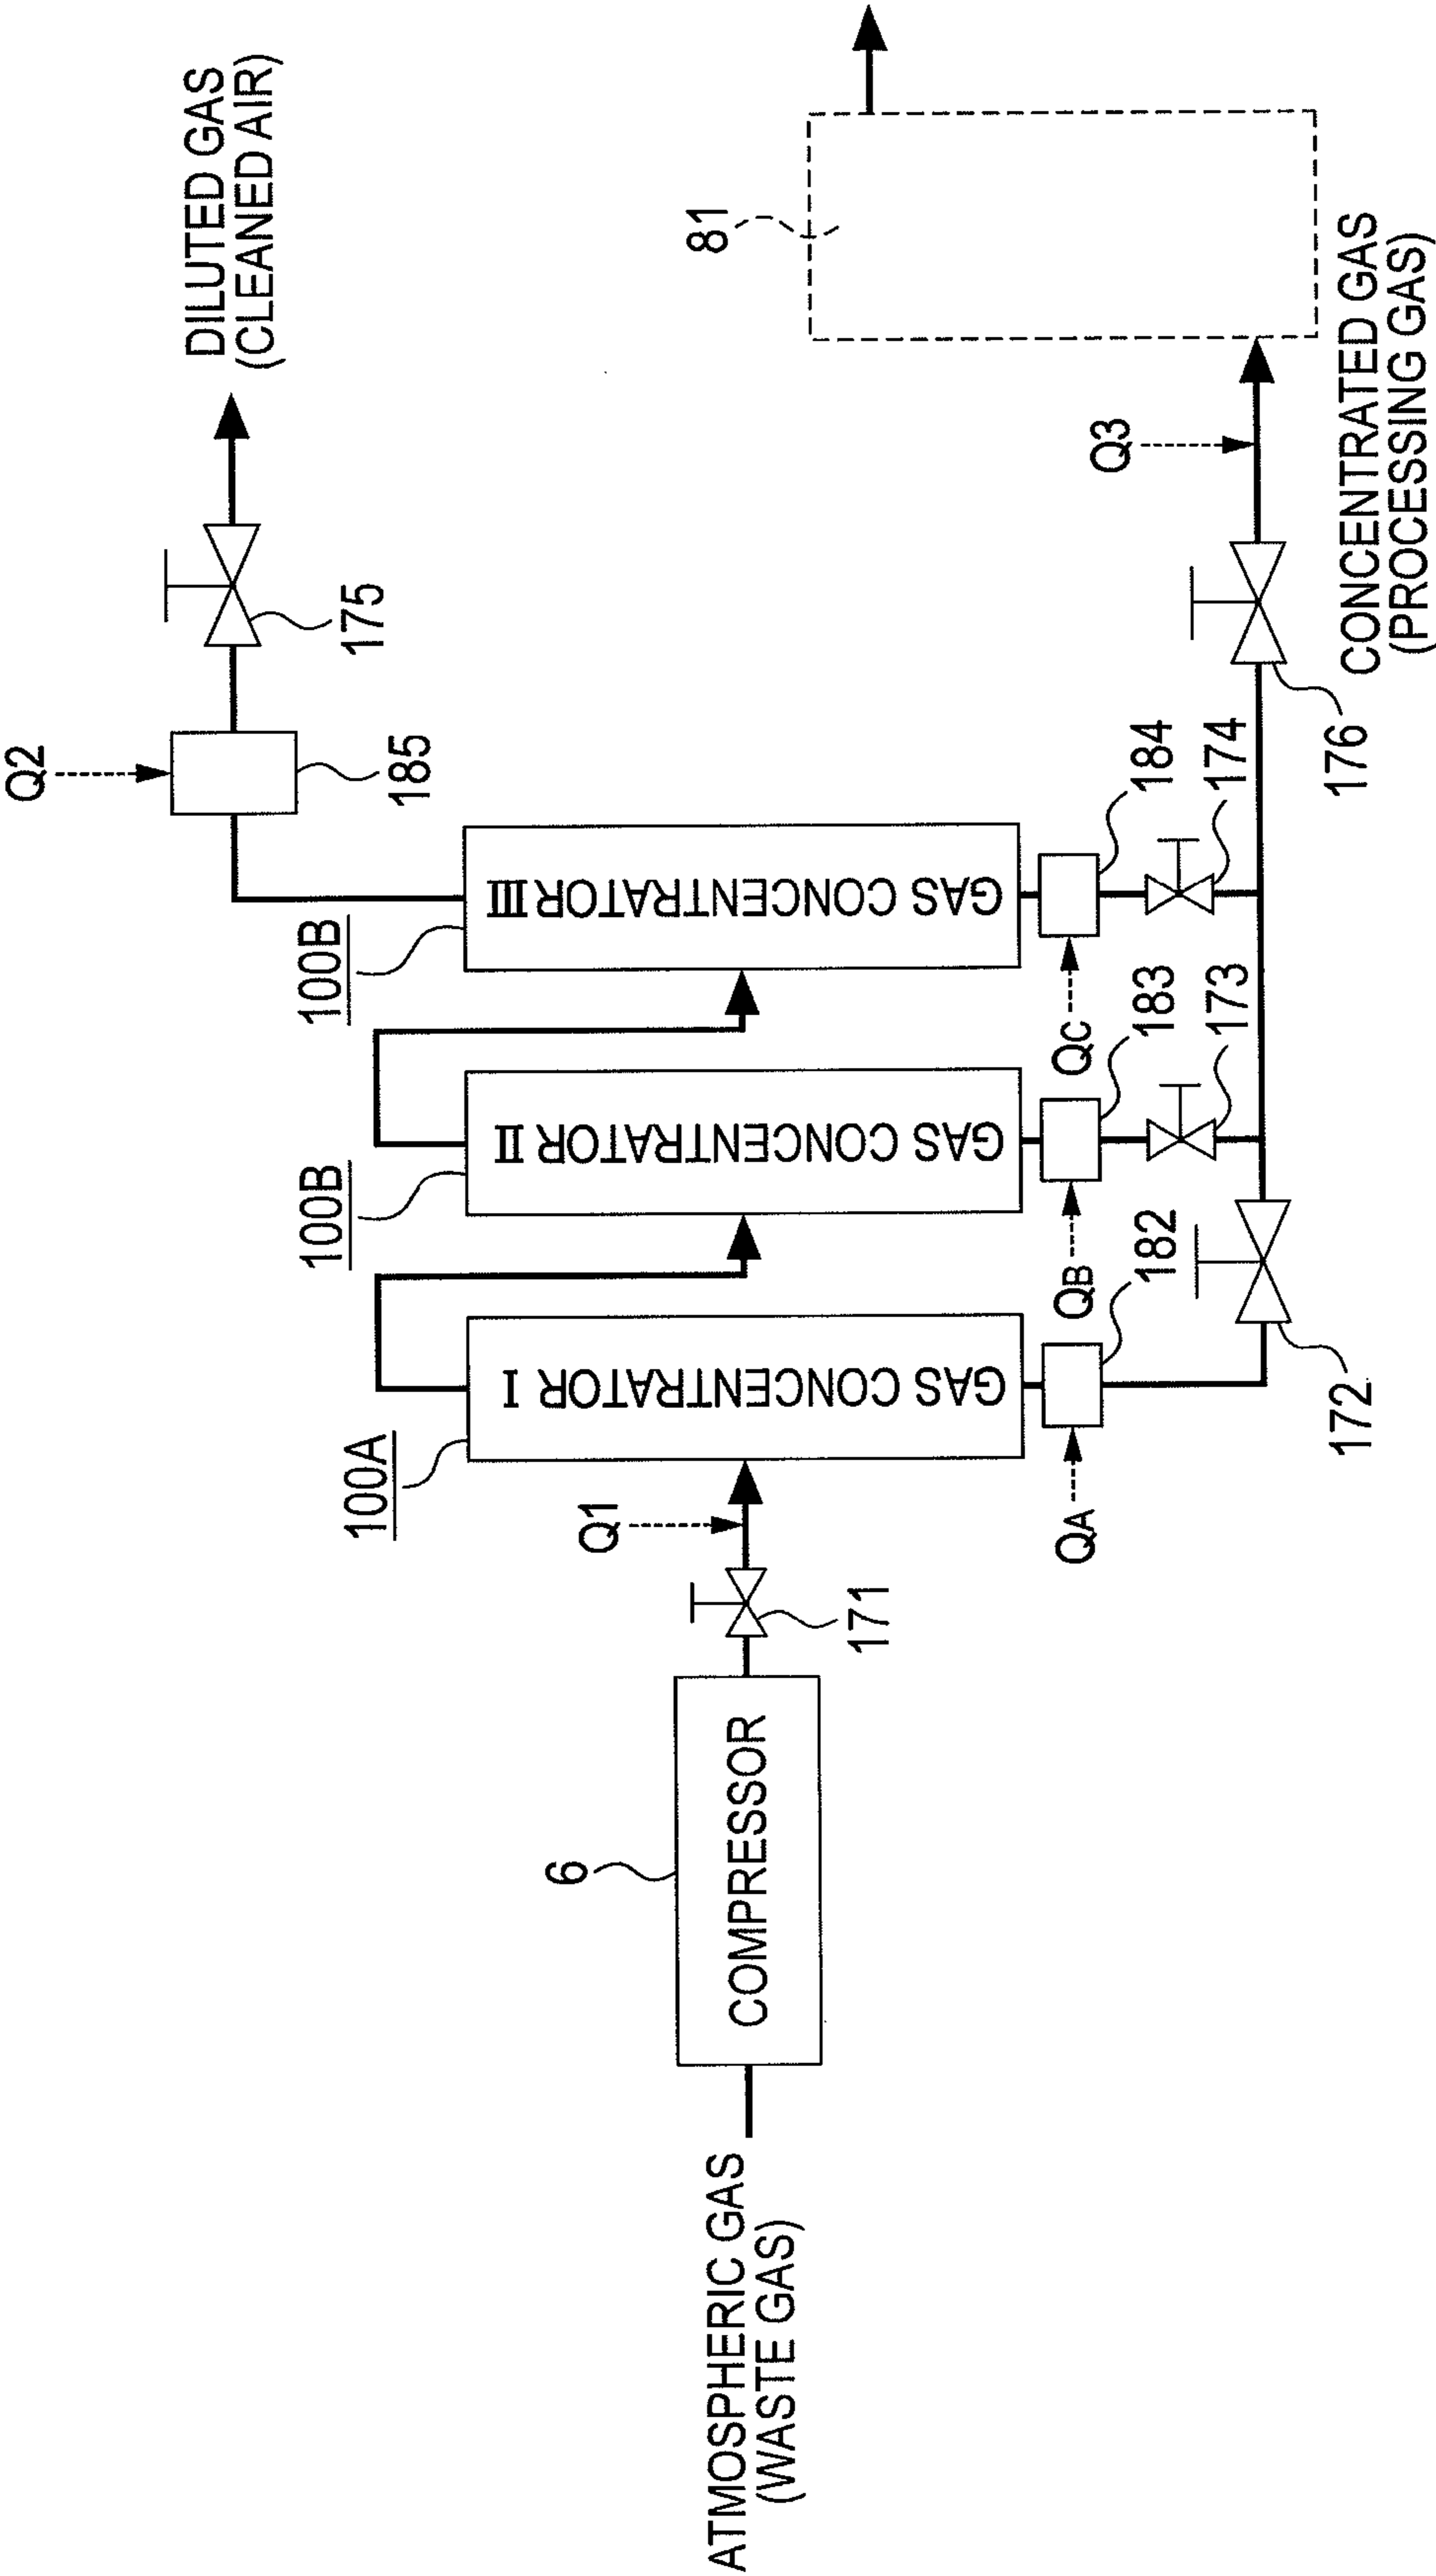 DILUTED GAS
(CLEANED AIR)
Q2
185
175
81
100A
100B
100B
GAS CONCENTRATOR I
GAS CONCENTRATOR II
GAS CONCENTRATOR III
ATMOSPHERIC GAS
(WASTE GAS)
6
COMPRESSOR
171
Q1
QA
182
QB
183
QC
184
172
173
174
176
Q3
CONCENTRATED GAS
(PROCESSING GAS)